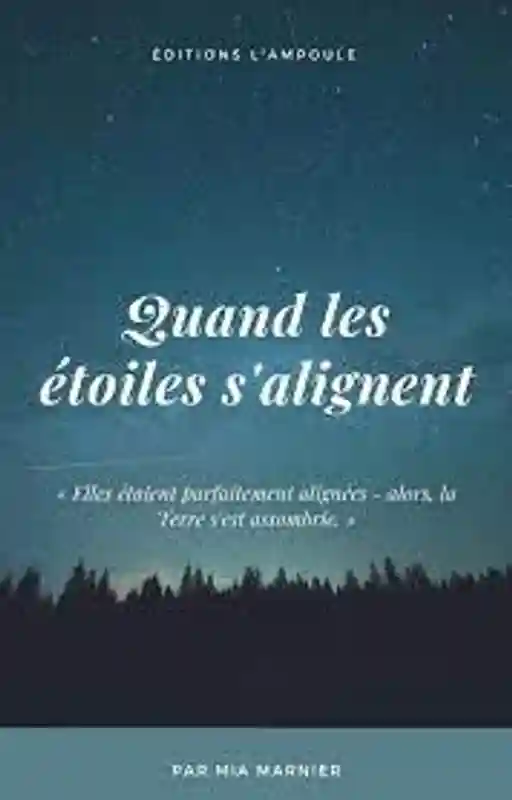 ÉDITIONS L'AMPOULE
Quand les
étoiles s'alignent
« Elles étaient parfaitement alignées - alors, la
Terre s'est assombrie. »
PAR MIA MARNIER